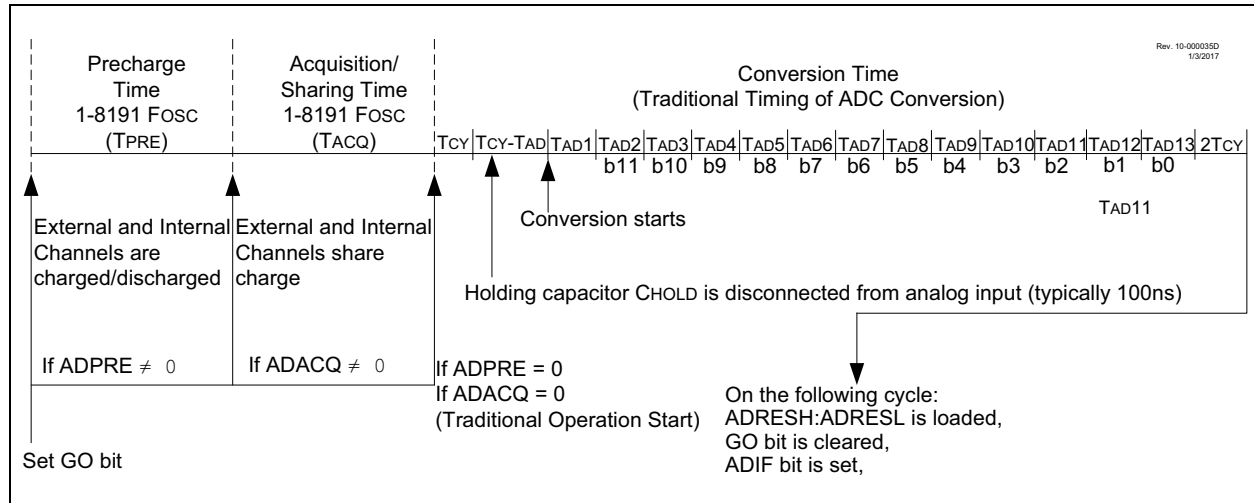 Rev. 10-000035D
1/3/2017
Precharge
Time
1-8191 FOSC
(TPRE)
Acquisition/
Sharing Time
1-8191 FOSC
(TACQ)
Conversion Time
(Traditional Timing of ADC Conversion)
TCY TCY-TAD TAD1 TAD2 TAD3 TAD4 TAD5 TAD6 TAD7 TAD8 TAD9 TAD10 TAD11 TAD12 TAD13 2TCY
b11 b10 b9 b8 b7 b6 b5 b4 b3 b2 b1 b0
TAD11
External and Internal
Channels are
charged/discharged
External and Internal
Channels share
charge
Conversion starts
Holding capacitor CHOLD is disconnected from analog input (typically 100ns)
If ADPRE ≠ 0
If ADACQ ≠ 0
If ADPRE = 0
If ADACQ = 0
(Traditional Operation Start)
On the following cycle:
ADRESH:ADRESL is loaded,
GO bit is cleared,
ADIF bit is set,
Set GO bit